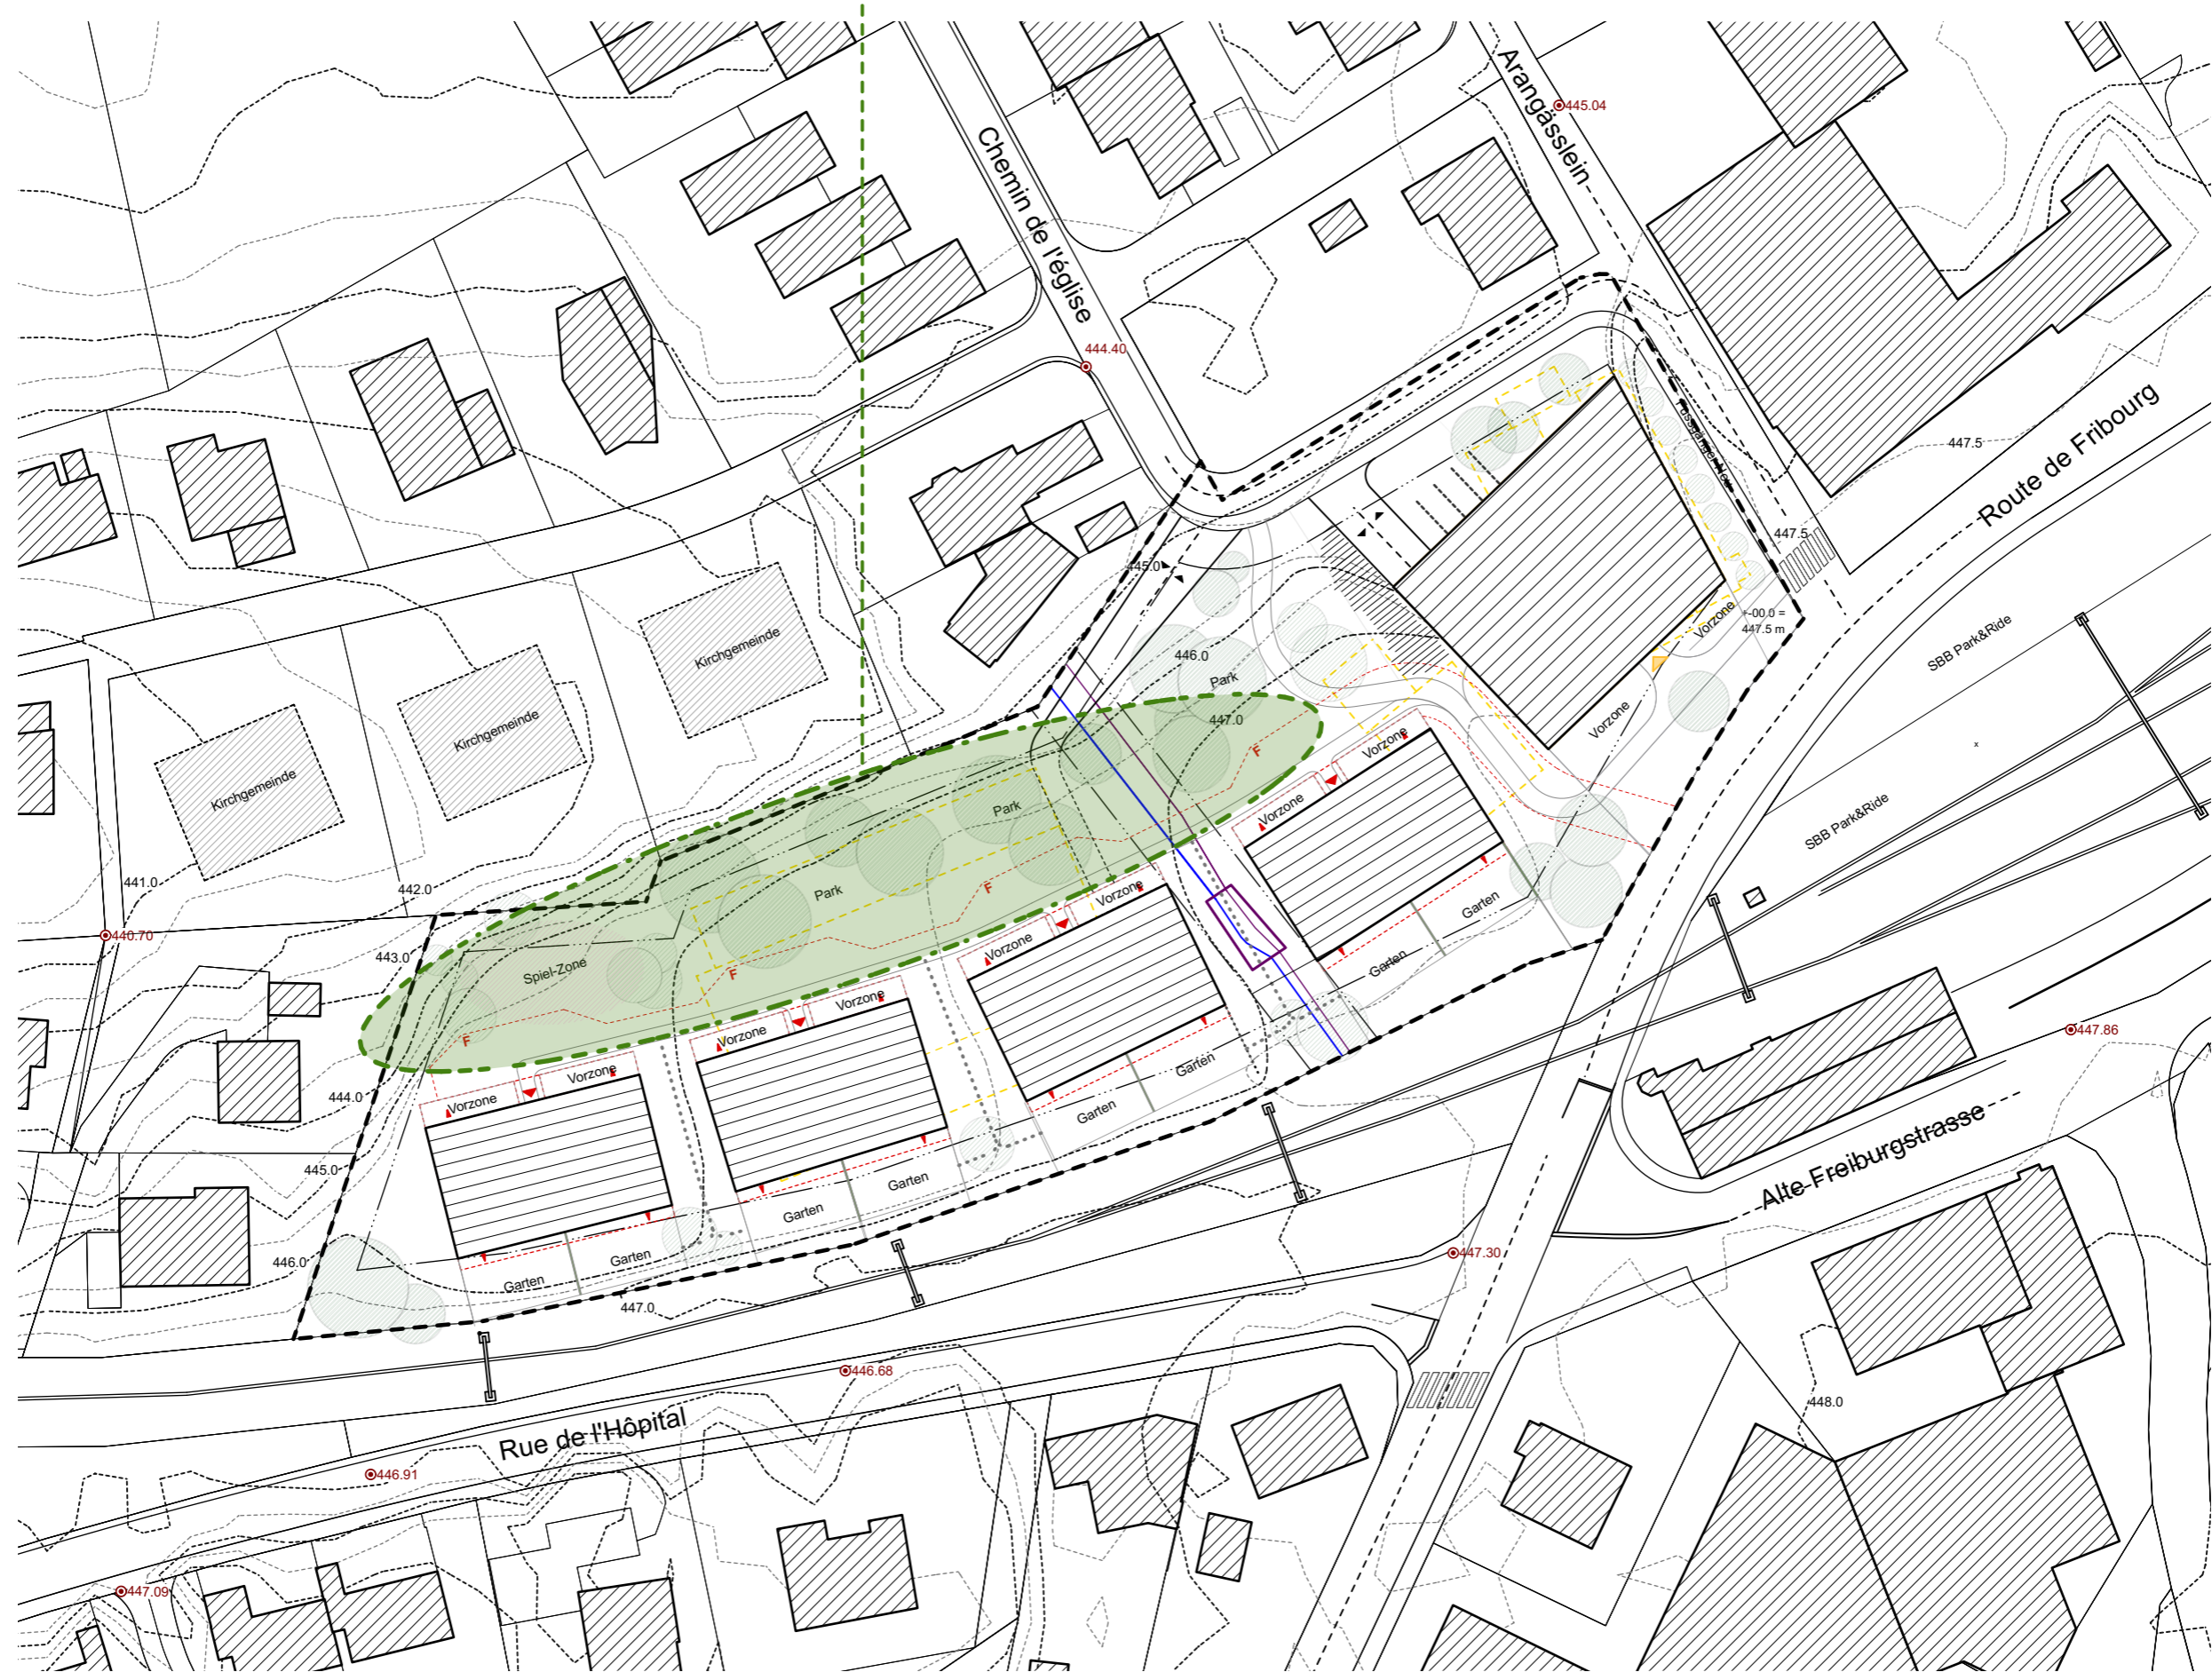 Arangässlein
445.04
Chemin de l'église
444.40
Route de Fribourg
447.5
447.5
445.0
Vorzone
+-00.0 =
447.5 m
SBB Park&Ride
Kirchgemeinde
446.0
Park
Kirchgemeinde
447.0
Vorzone
x
F
Vorzone
Kirchgemeinde
Park
Vorzone
SBB Park&Ride
441.0
442.0
Park
F
Vorzone
Garten
440.70
443.0
Spiel-Zone
F
Vorzone
Garten
Vorzone
447.86
F
Vorzone
444.0
Vorzone
Vorzone
Garten
Garten
Alte Freiburgstrasse
445.0
Garten
Garten
446.0
Garten
Garten
447.30
447.0
446.68
448.0
Rue de l'Hôpital
446.91
447.09